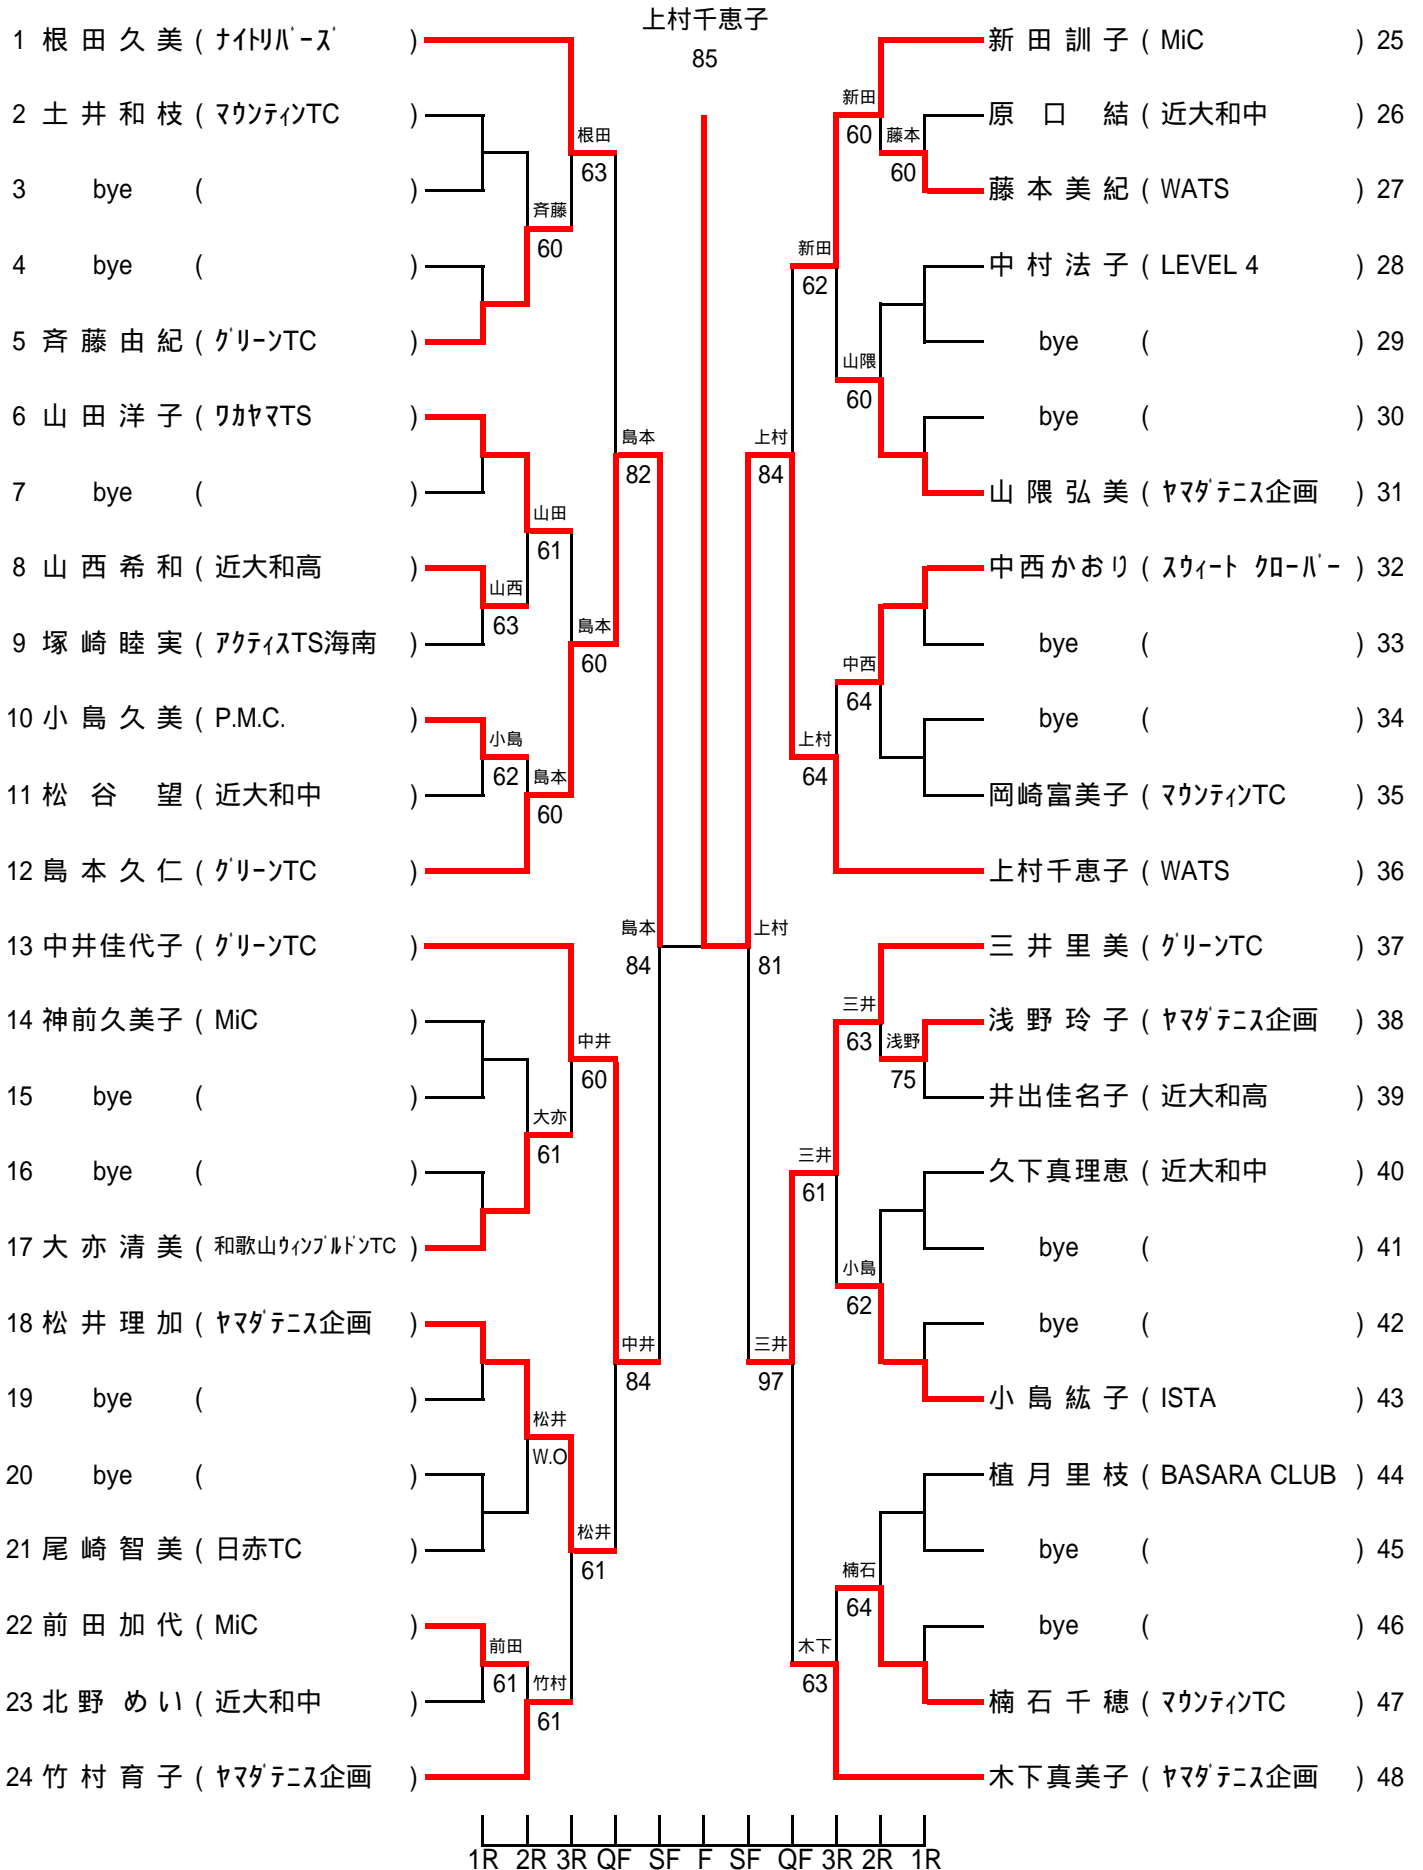 上村千恵子
85
1 根田久美 ( ナイトリバーズ )
2 土井和枝 ( マウンティンTC )
3 bye ( )
4 bye ( )
5 斉藤由紀 ( グリーンTC )
6 山田洋子 ( ワカヤマTS )
7 bye ( )
8 山西希和 ( 近大和高 )
9 塚崎睦実 ( アクティスTS海南 )
10 小島久美 ( P.M.C. )
11 松谷 望 ( 近大和中 )
12 島本久仁 ( グリーンTC )
13 中井佳代子 ( グリーンTC )
14 神前久美子 ( MiC )
15 bye ( )
16 bye ( )
17 大亦清美 ( 和歌山ウィンブルドンTC )
18 松井理加 ( ヤマダテニス企画 )
19 bye ( )
20 bye ( )
21 尾崎智美 ( 日赤TC )
22 前田加代 ( MiC )
23 北野 めい ( 近大和中 )
24 竹村育子 ( ヤマダテニス企画 )
山西
63
小島
62
前田
61
斉藤
60
山田
61
島本
60
大亦
61
松井
W.O
竹村
61
根田
63
島本
60
中井
60
松井
61
島本
82
中井
84
島本
84
上村
81
上村
84
三井
97
新田
62
上村
64
三井
61
木下
63
新田
60
山隈
60
中西
64
三井
63
小島
62
楠石
64
藤本
60
浅野
75
新田訓子 ( MiC ) 25
原口 結 ( 近大和中 ) 26
藤本美紀 ( WATS ) 27
中村法子 ( LEVEL 4 ) 28
bye ( ) 29
bye ( ) 30
山隈弘美 ( ヤマダテニス企画 ) 31
中西かおり ( スウィート クローバー ) 32
bye ( ) 33
bye ( ) 34
岡崎富美子 ( マウンティンTC ) 35
上村千恵子 ( WATS ) 36
三井里美 ( グリーンTC ) 37
浅野玲子 ( ヤマダテニス企画 ) 38
井出佳名子 ( 近大和高 ) 39
久下真理恵 ( 近大和中 ) 40
bye ( ) 41
bye ( ) 42
小島紘子 ( ISTA ) 43
植月里枝 ( BASARA CLUB ) 44
bye ( ) 45
bye ( ) 46
楠石千穂 ( マウンティンTC ) 47
木下真美子 ( ヤマダテニス企画 ) 48
1R 2R 3R QF SF F SF QF 3R 2R 1R